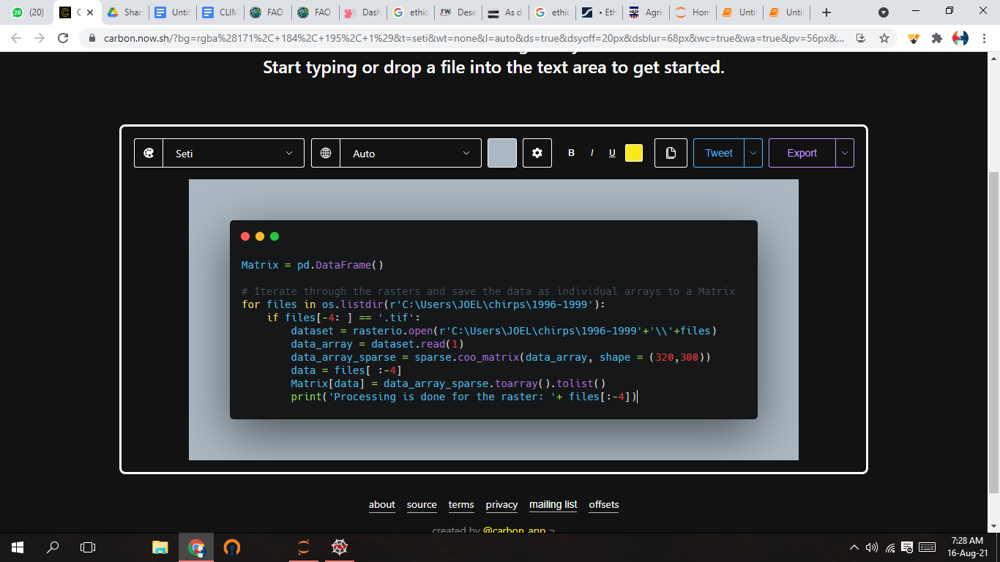 (20)
C
Shar
Untit
CLIM
FAO
FAO
Dash
ethic
rw
Dese
As d
ethic
• Eth
Agri
Hom
Unti
Unti
carbon.now.sh/?bg=rgba%28171%2C+184%2C+195%2C+1%29&t=seti&wt=none&l=auto&ds=true&dsyoff=20px&dsblur=68px&wc=true&wa=true&pv=56px&...
Start typing or drop a file into the text area to get started.
Seti
Auto
B I U
Tweet
Export
Matrix = pd.DataFrame()
# Iterate through the rasters and save the data as individual arrays to a Matrix
for files in os.listdir(r'C:\Users\JOEL\chirps\1996-1999'):
    if files[-4: ] == '.tif':
        dataset = rasterio.open(r'C:\Users\JOEL\chirps\1996-1999'+'\\'+files)
        data_array = dataset.read(1)
        data_array_sparse = sparse.coo_matrix(data_array, shape = (320,300))
        data = files[ :-4]
        Matrix[data] = data_array_sparse.toarray().tolist()
        print('Processing is done for the raster: '+ files[:-4])
about source terms privacy mailing list offsets
created by @carbon_app ¬
7:28 AM
16-Aug-21